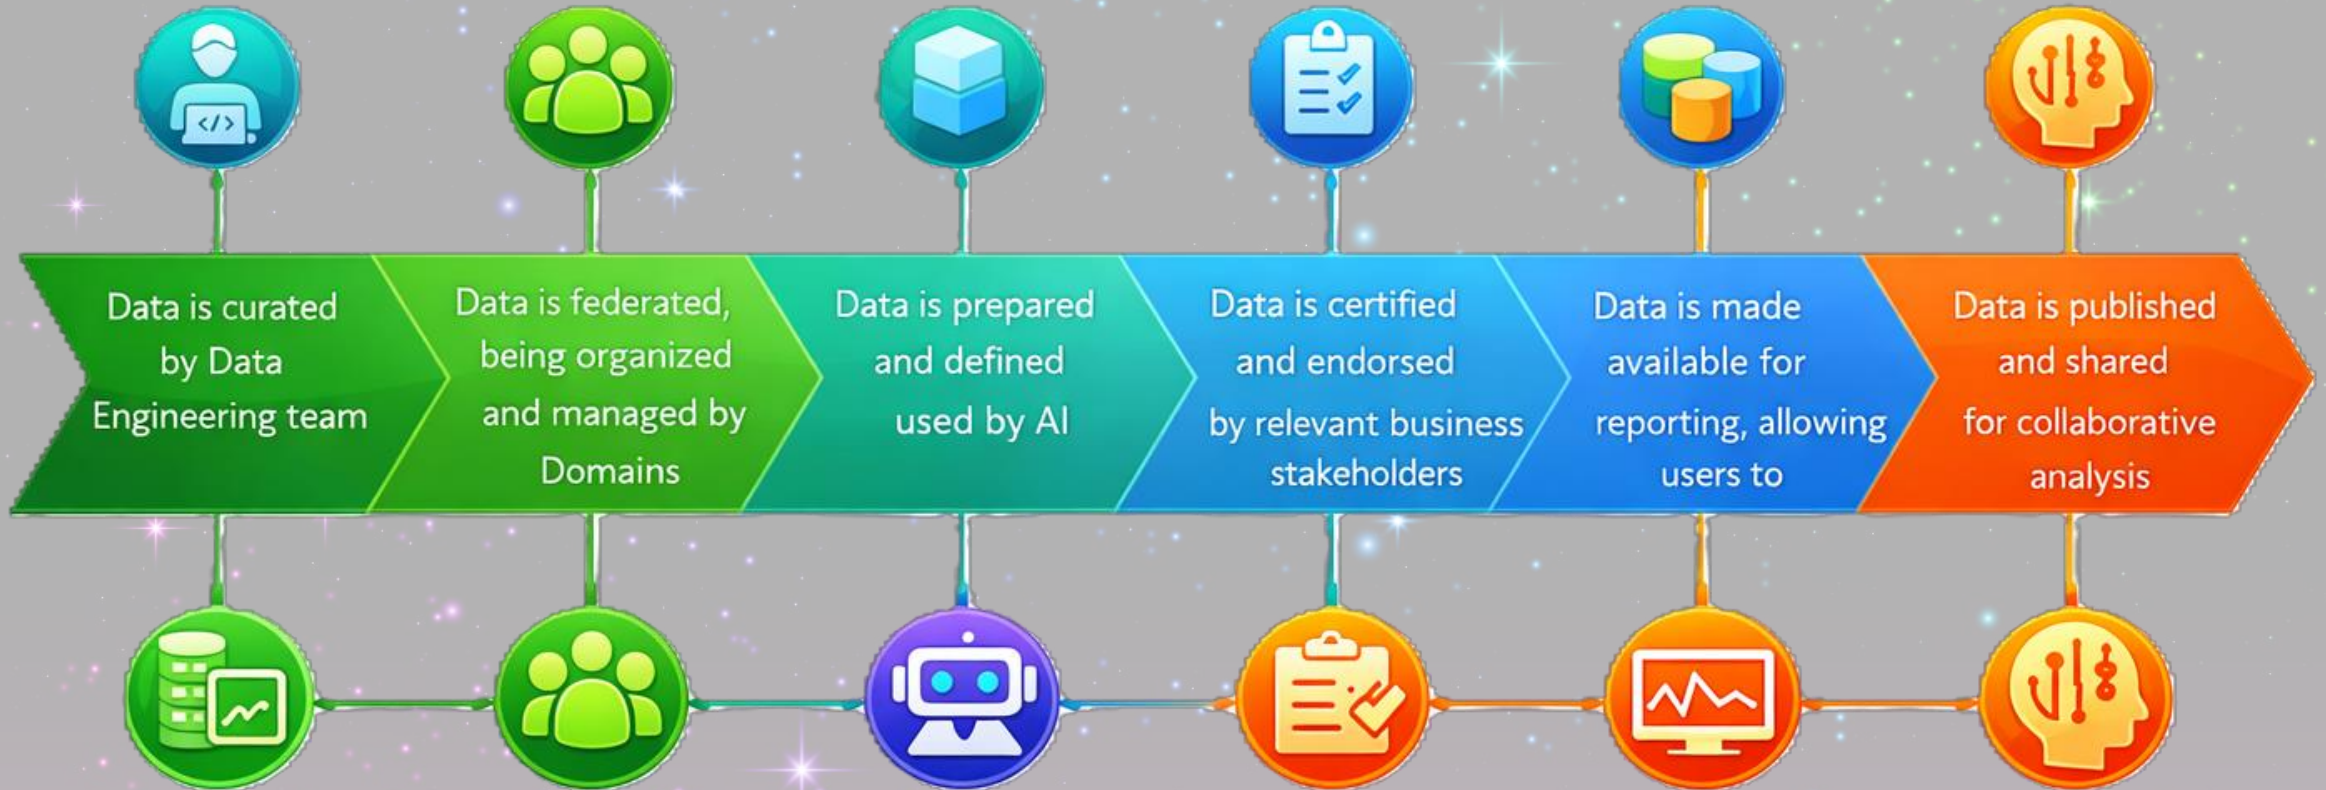 </>
Data is curated
by Data
Engineering team
Data is federated,
being organized
and managed by
Domains
Data is prepared
and defined
used by AI
Data is certified
and endorsed
by relevant business
stakeholders
Data is made
available for
reporting, allowing
users to
Data is published
and shared
for collaborative
analysis